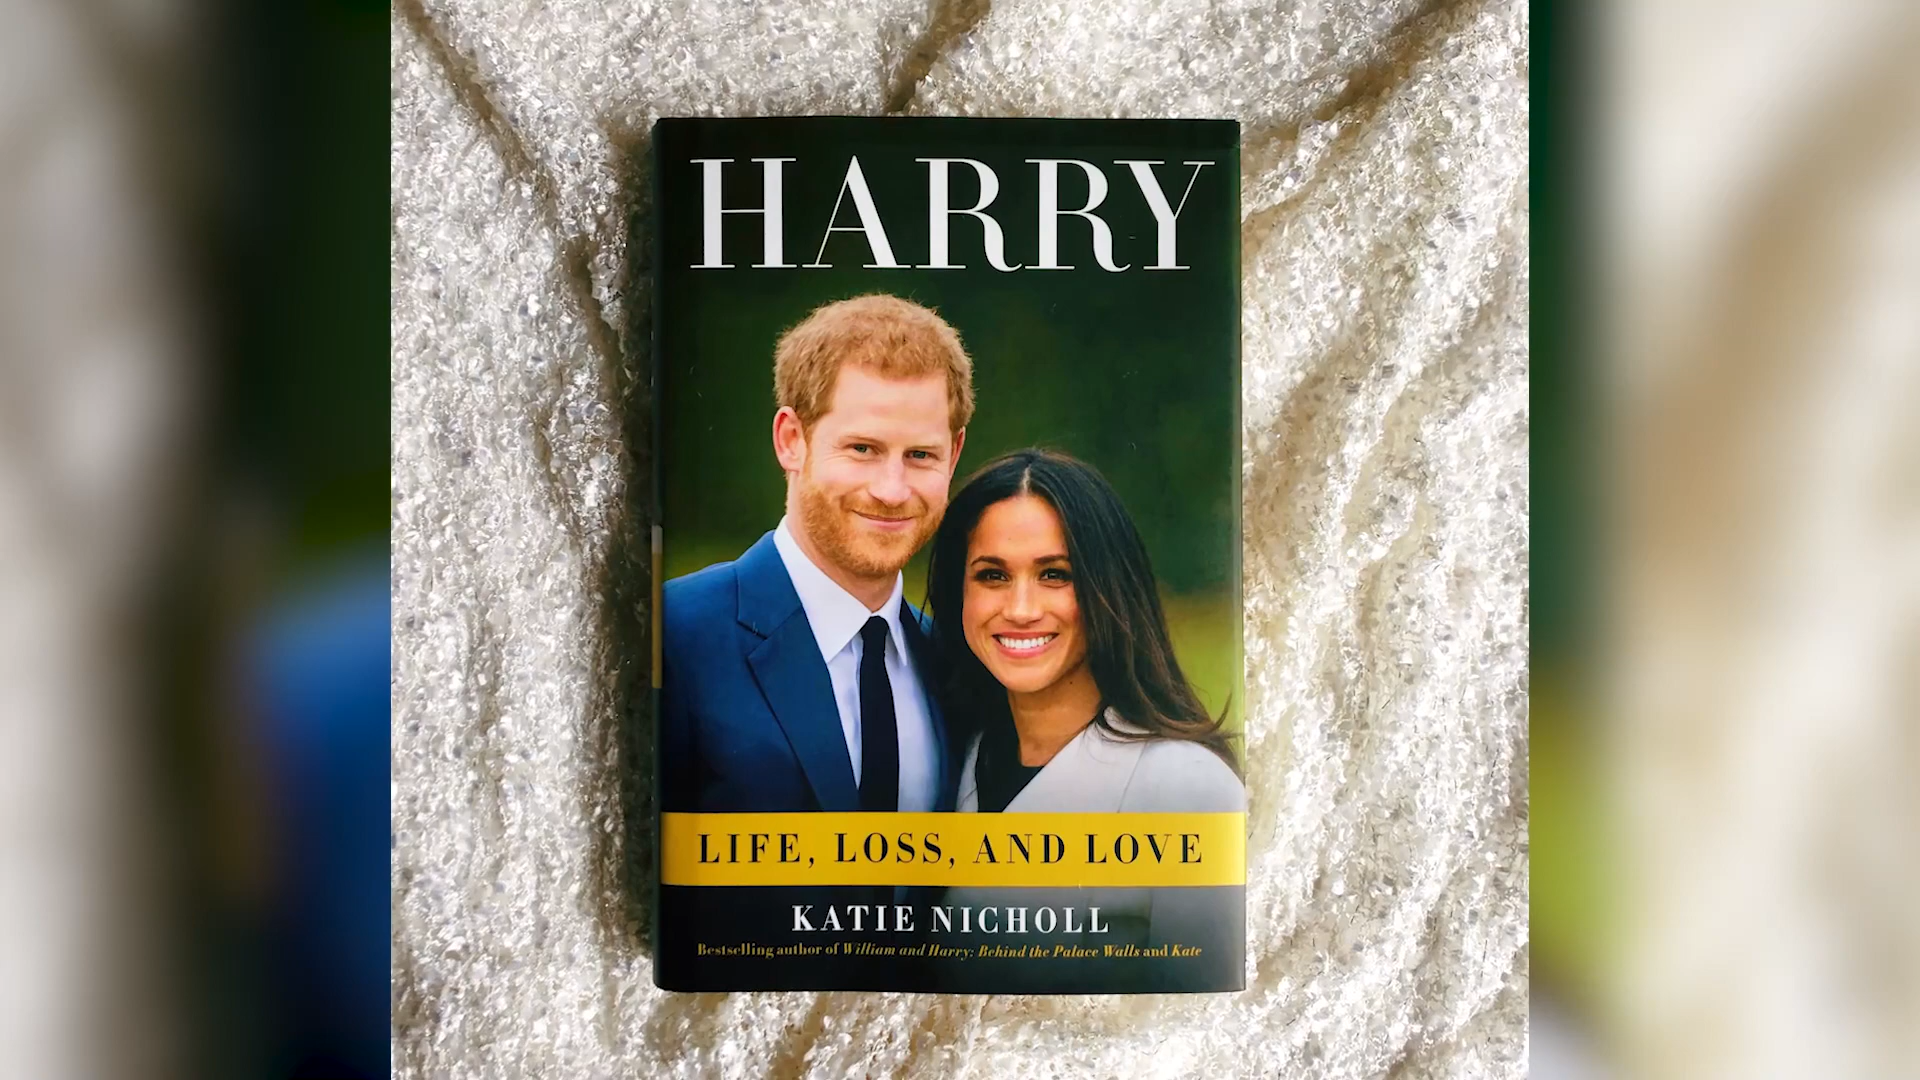 HARRY
LIFE, LOSS, AND LOVE
KATIE NICHOLL
Bestselling author of William and Harry: Behind the Palace Walls and Kate